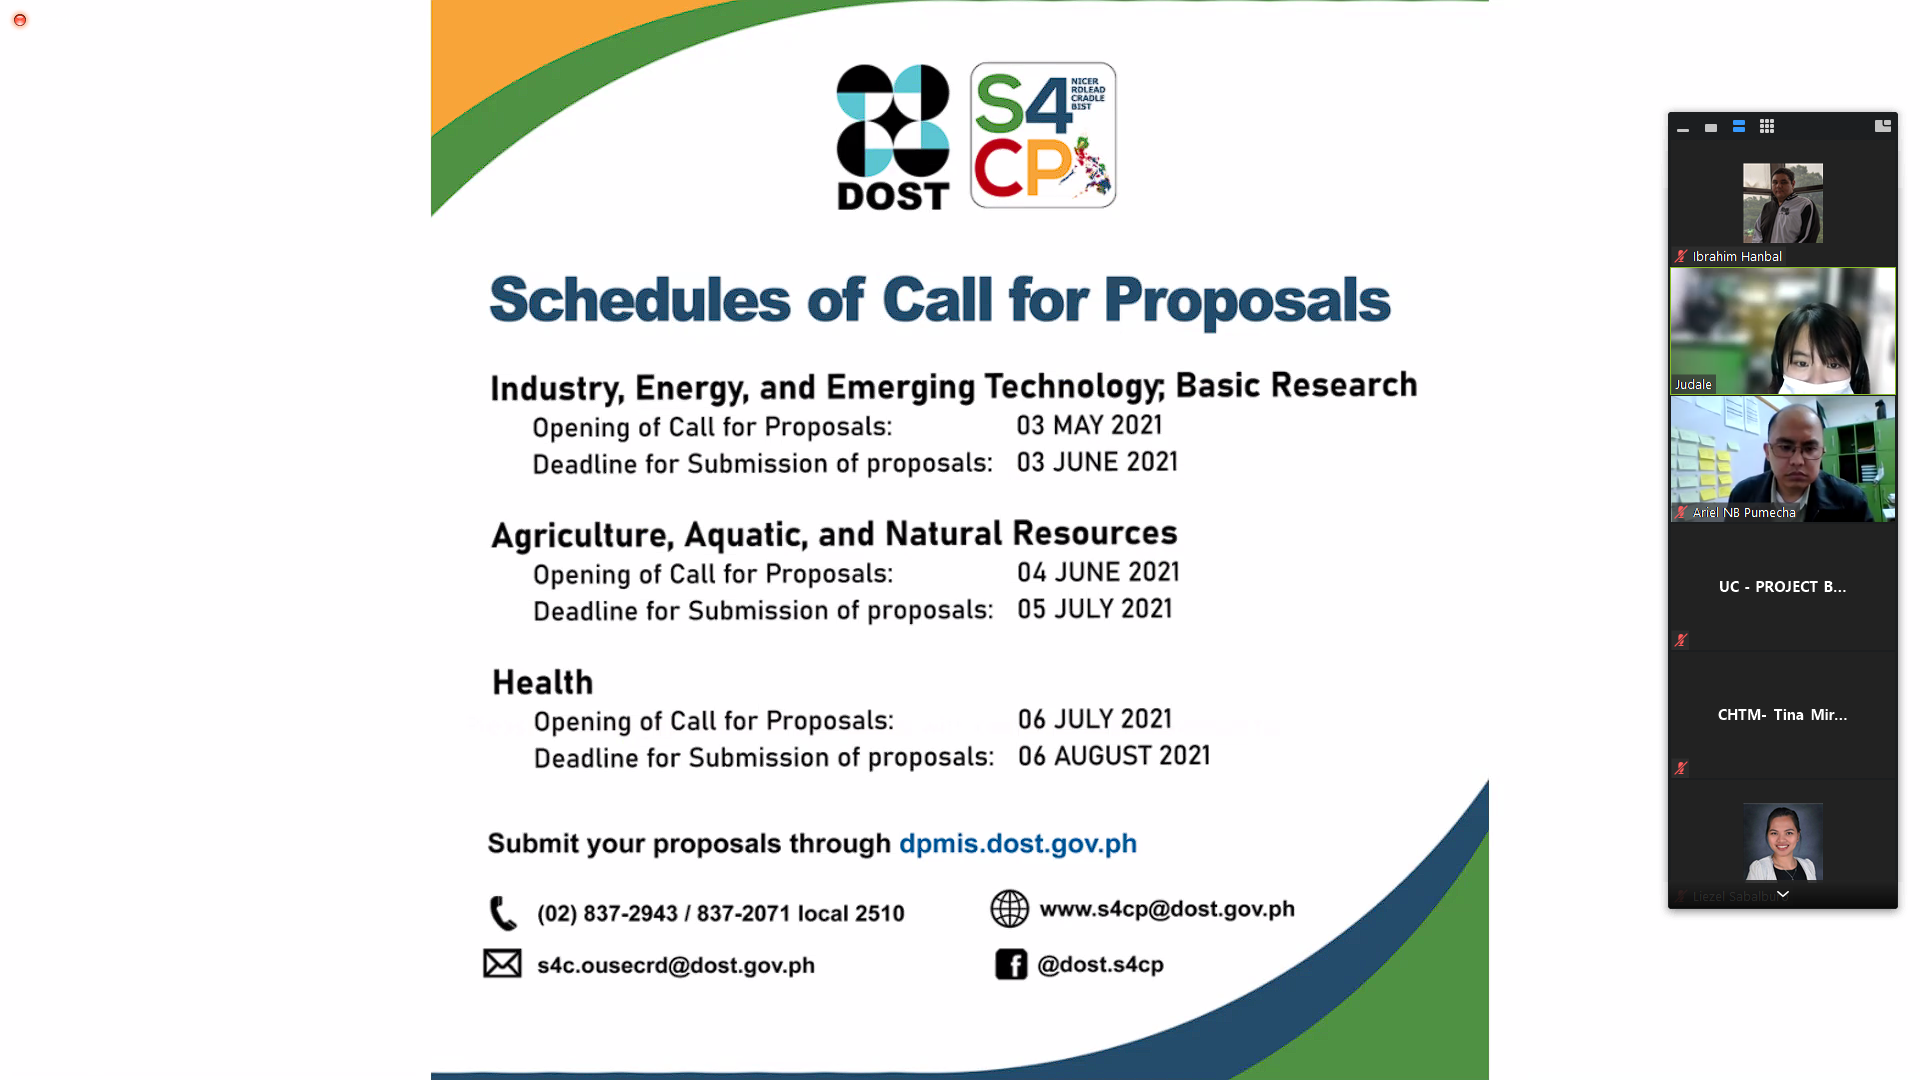 DOST
S4
NICER
RDLEAD
CRADLE
BIST
CP
Schedules of Call for Proposals
Industry, Energy, and Emerging Technology; Basic Research
Opening of Call for Proposals: 03 MAY 2021
Deadline for Submission of proposals: 03 JUNE 2021
Agriculture, Aquatic, and Natural Resources
Opening of Call for Proposals: 04 JUNE 2021
Deadline for Submission of proposals: 05 JULY 2021
Health
Opening of Call for Proposals: 06 JULY 2021
Deadline for Submission of proposals: 06 AUGUST 2021
Submit your proposals through dpmis.dost.gov.ph
(02) 837-2943 / 837-2071 local 2510
www.s4cp@dost.gov.ph
s4c.ousecrd@dost.gov.ph
@dost.s4cp
Ibrahim Hanbal
Judale
Ariel NB Pumecha
UC - PROJECT B...
CHTM- Tina Mir...
Liezel